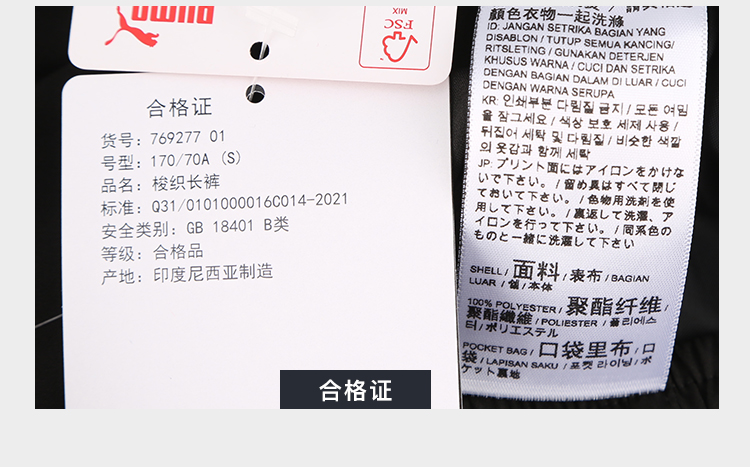 PUMA
FSC
MIX
合格证
货号: 769277 01
号型: 170/70A (S)
品名: 梭织长裤
标准: Q31/0101000016C014-2021
安全类别: GB 18401 B类
等级: 合格品
产地: 印度尼西亚制造
顏色衣物一起洗滌
ID: JANGAN SETRIKA BAGIAN YANG
DISABLON / TUTUP SEMUA KANCING/
RITSLETING / GUNAKAN DETERJEN
KHUSUS WARNA / CUCI DAN SETRIKA
DENGAN BAGIAN DALAM DI LUAR / CUCI
DENGAN WARNA SERUPA
KR: 인쇄부분 다림질 금지 / 모든 여밈
을 잠그세요 / 색상 보호 세제 사용 /
뒤집어 세탁 및 다림질 / 비슷한 색깔
의 옷감과 함께 세탁
JP: プリント面にはアイロンをかけな
いで下さい。 / 留め具はすべて閉じ
ておいて下さい。 / 色物用洗剤を使
用して下さい。 / 裏返して洗濯、ア
イロンを行って下さい。 / 同系色の
ものと一緒に洗濯して下さい
SHELL / 面料 / 表布 / BAGIAN
LUAR / 쉘 / 本体
100% POLYESTER / 聚酯纤维 /
聚酯纖維 / POLIESTER / 폴리에스
터 / ポリエステル
POCKET BAG / 口袋里布 / 口
袋 / LAPISAN SAKU / 포켓 라이닝 / ポ
ケット裏地
合格证